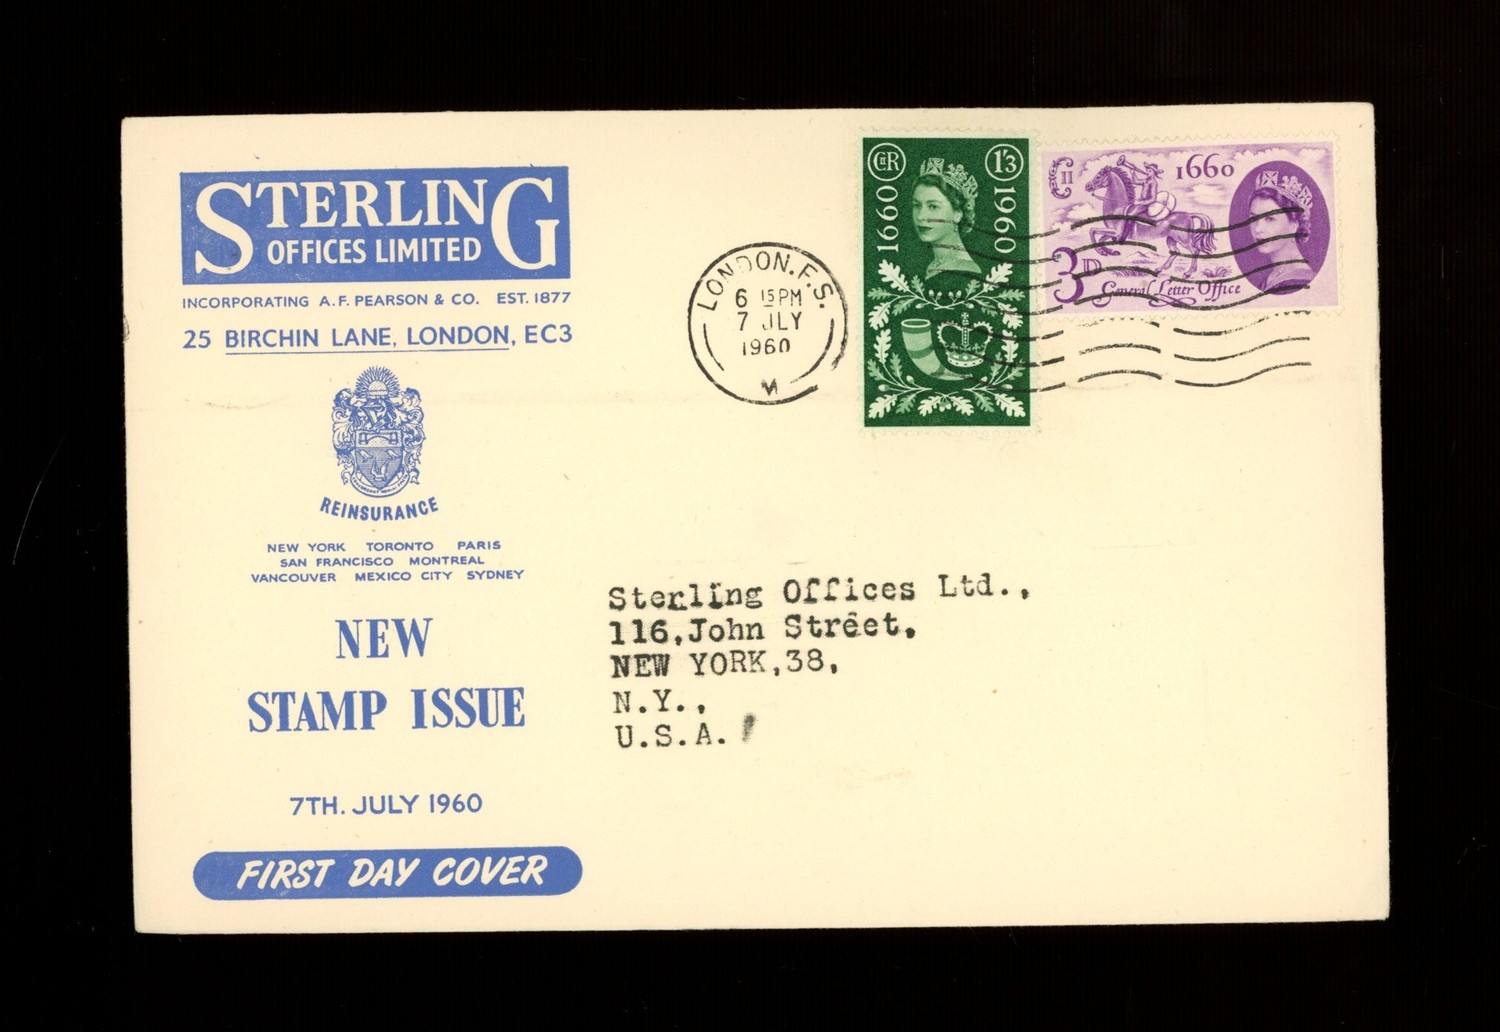 STERLING
OFFICES LIMITED
INCORPORATING A.F. PEARSON & CO. EST. 1877
25 BIRCHIN LANE, LONDON, EC3
REINSURANCE
NEW YORK TORONTO PARIS
SAN FRANCISCO MONTREAL
VANCOUVER MEXICO CITY SYDNEY
NEW
STAMP ISSUE
7TH. JULY 1960
FIRST DAY COVER
LONDON. F.S.
6 15 PM
7 JLY
1960
M
EIIR
1'3
1660
1960
CII
1660
3D
General Letter Office
Sterling Offices Ltd.,
116, John Street,
NEW YORK, 38,
N.Y.,
U.S.A.